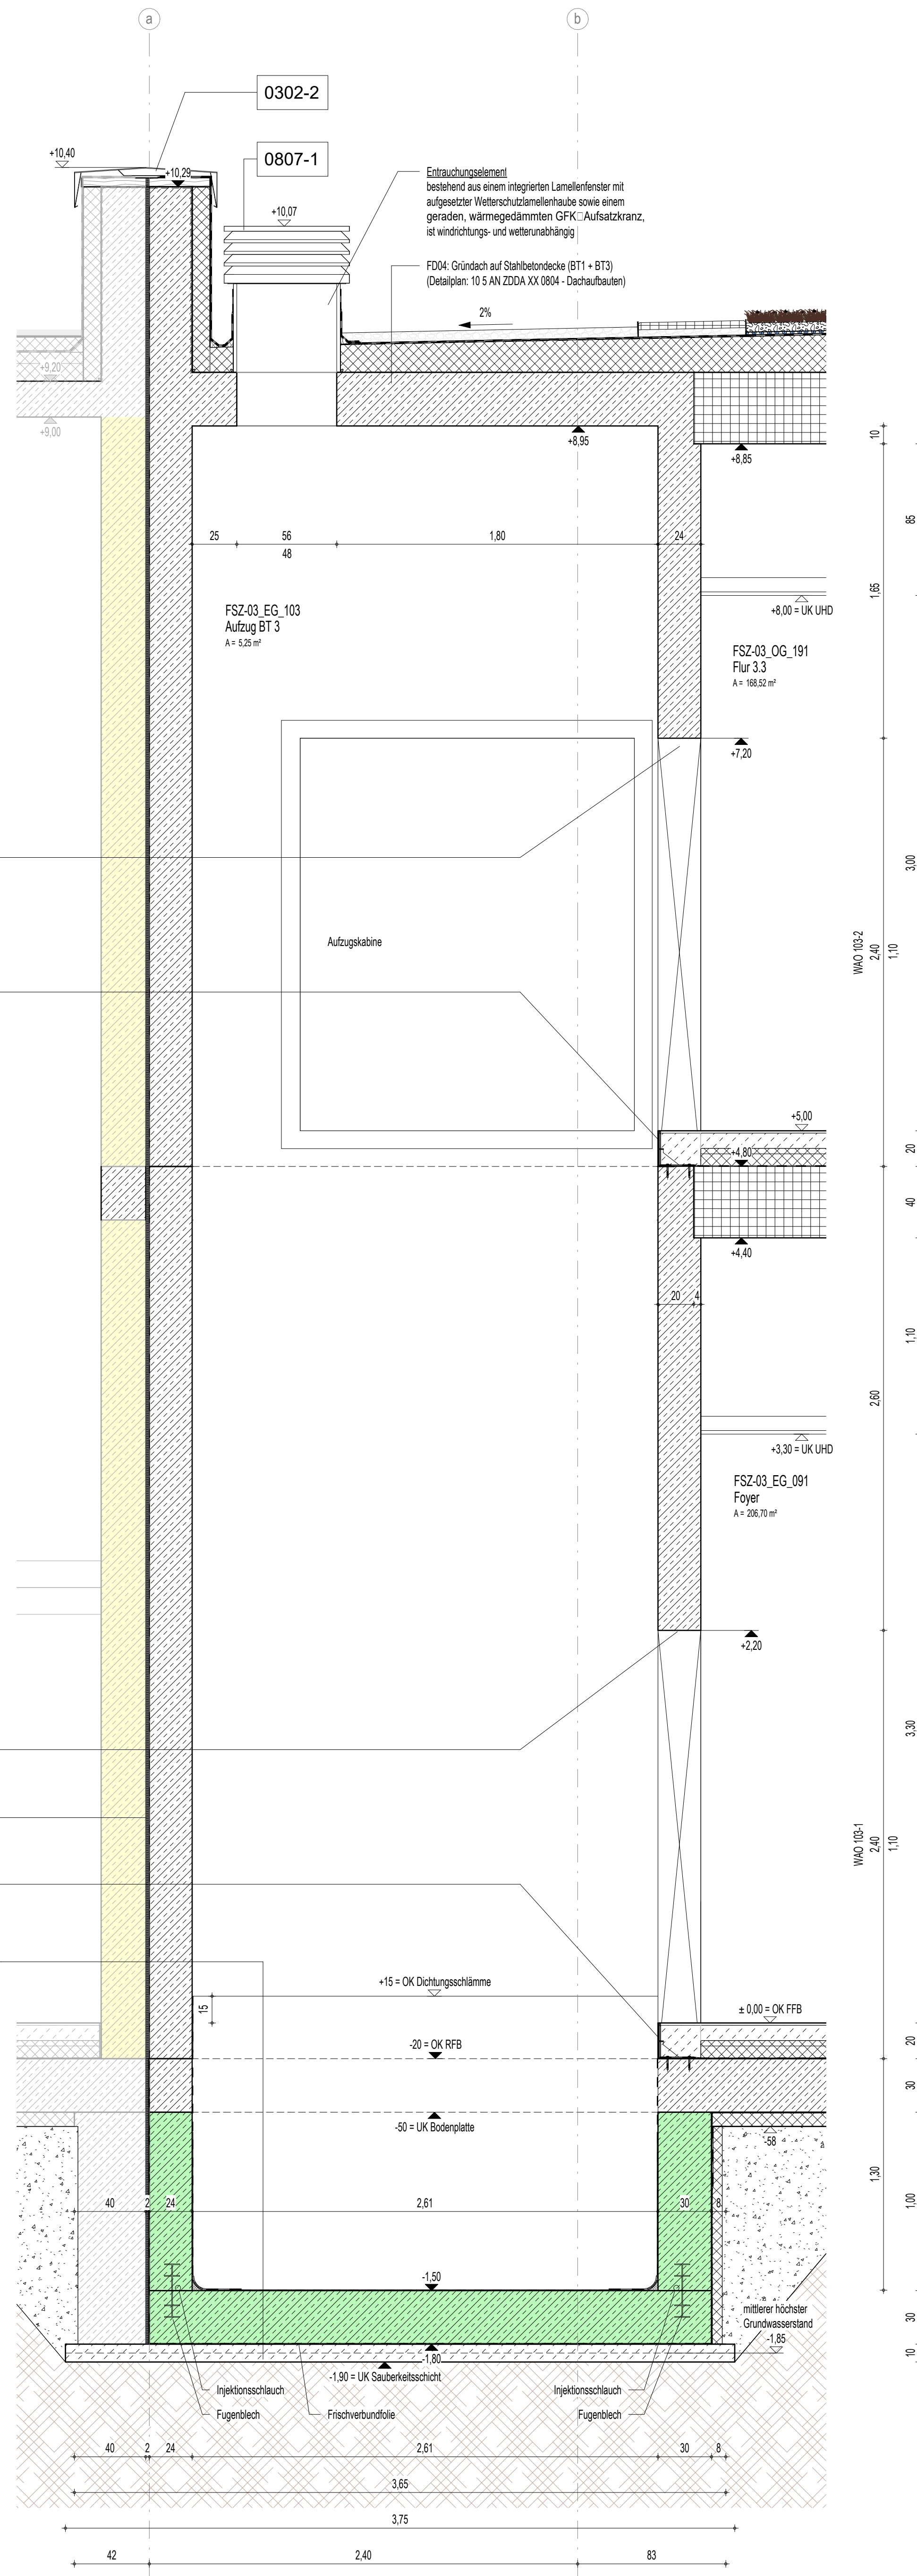 a
b
0302-2
0807-1
+10,40
+10,29
+10,07
Entrauchungselement
bestehend aus einem integrierten Lamellenfenster mit
aufgesetzter Wetterschutzlamellenhaube sowie einem
geraden, wärmegedämmten GFK□Aufsatzkranz,
ist windrichtungs- und wetterunabhängig
FD04: Gründach auf Stahlbetondecke (BT1 + BT3)
(Detailplan: 10 5 AN ZDDA XX 0804 - Dachaufbauten)
2%
+9,20
+9,00
+8,95
+8,85
10
85
25
56
48
1,80
24
1,65
+8,00 = UK UHD
FSZ-03_EG_103
Aufzug BT 3
A = 5,25 m²
FSZ-03_OG_191
Flur 3.3
A = 168,52 m²
+7,20
3,00
Aufzugskabine
WAO 103-2
2,40
1,10
+5,00
+4,80
20
40
+4,40
20
4
1,10
2,60
+3,30 = UK UHD
FSZ-03_EG_091
Foyer
A = 206,70 m²
+2,20
3,30
WAO 103-1
2,40
1,10
+15 = OK Dichtungsschlämme
15
± 0,00 = OK FFB
-20 = OK RFB
20
30
-50 = UK Bodenplatte
-58
1,30
1,00
40
2
24
2,61
30
8
-1,50
mittlerer höchster
Grundwasserstand
-1,85
30
10
-1,80
-1,90 = UK Sauberkeitsschicht
Injektionsschlauch
Fugenblech
Frischverbundfolie
Injektionsschlauch
Fugenblech
40
2
24
2,61
30
8
3,65
3,75
42
2,40
83